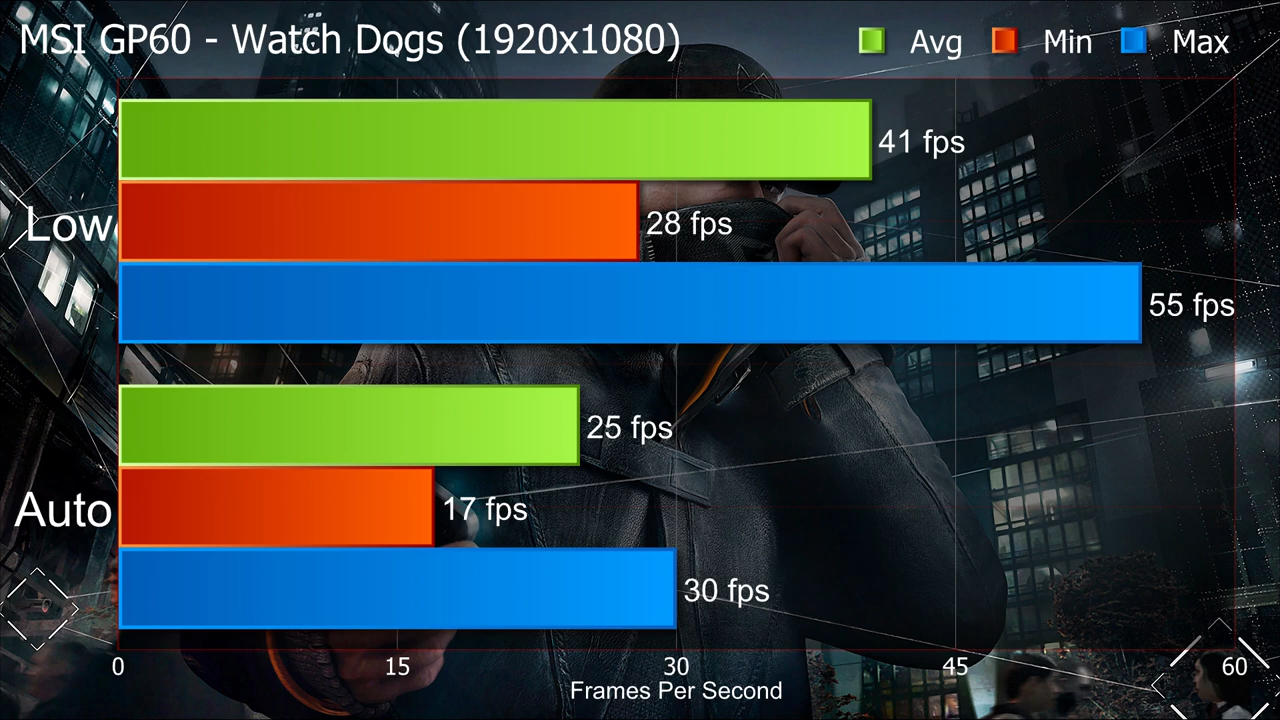 MSI GP60 - Watch Dogs (1920x1080)
Avg Min Max
41 fps
28 fps
55 fps
25 fps
Auto
17 fps
30 fps
0 15 30 45 60
Frames Per Second